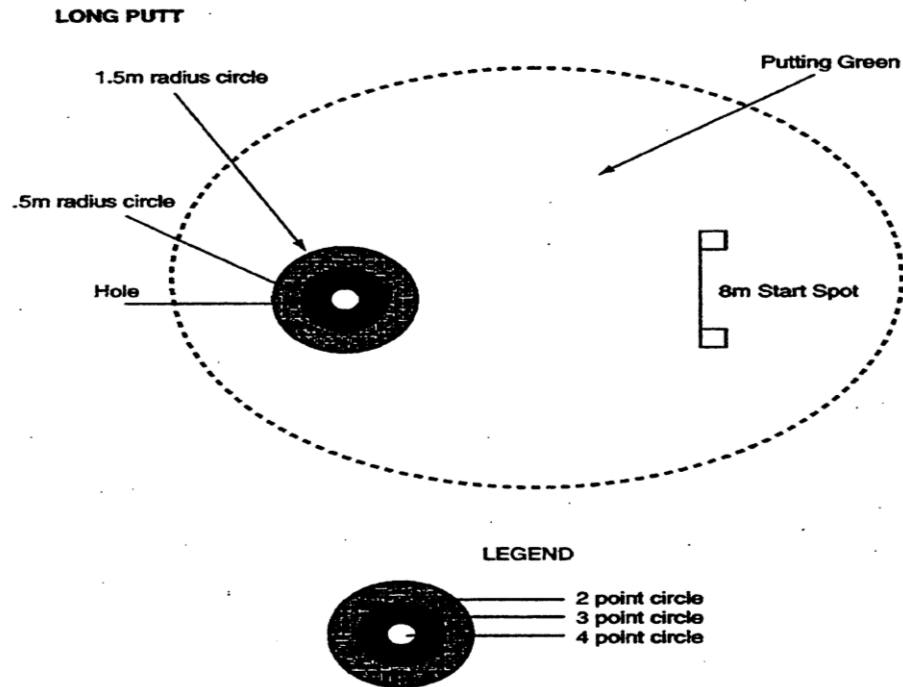 LONG PUTT
1.5m radius circle
Putting Green
.5m radius circle
Hole
8m Start Spot
LEGEND
2 point circle
3 point circle
4 point circle